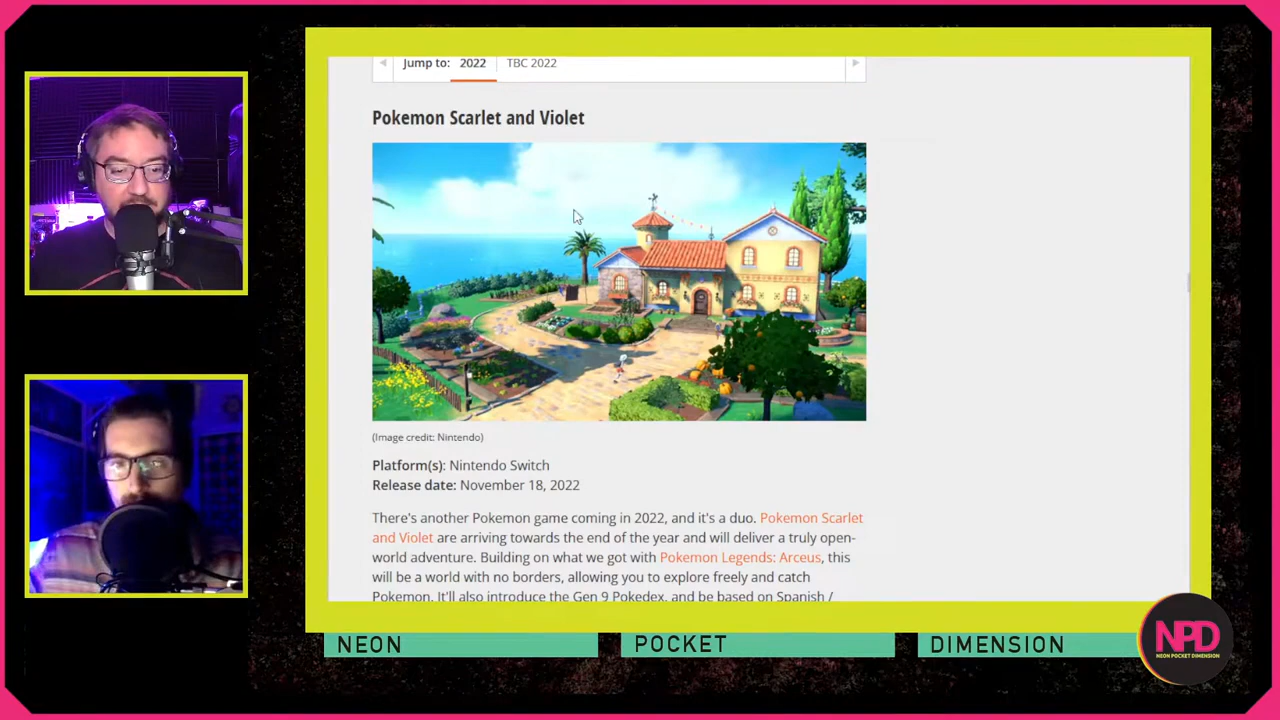 Jump to: 2022 TBC 2022
Pokemon Scarlet and Violet
(Image credit: Nintendo)
Platform(s): Nintendo Switch
Release date: November 18, 2022
There's another Pokemon game coming in 2022, and it's a duo. Pokemon Scarlet
and Violet are arriving towards the end of the year and will deliver a truly open-
world adventure. Building on what we got with Pokemon Legends: Arceus, this
will be a world with no borders, allowing you to explore freely and catch
Pokemon. It'll also introduce the Gen 9 Pokedex, and be based on Spanish /
NEON POCKET DIMENSION
NPD
NEON POCKET DIMENSION